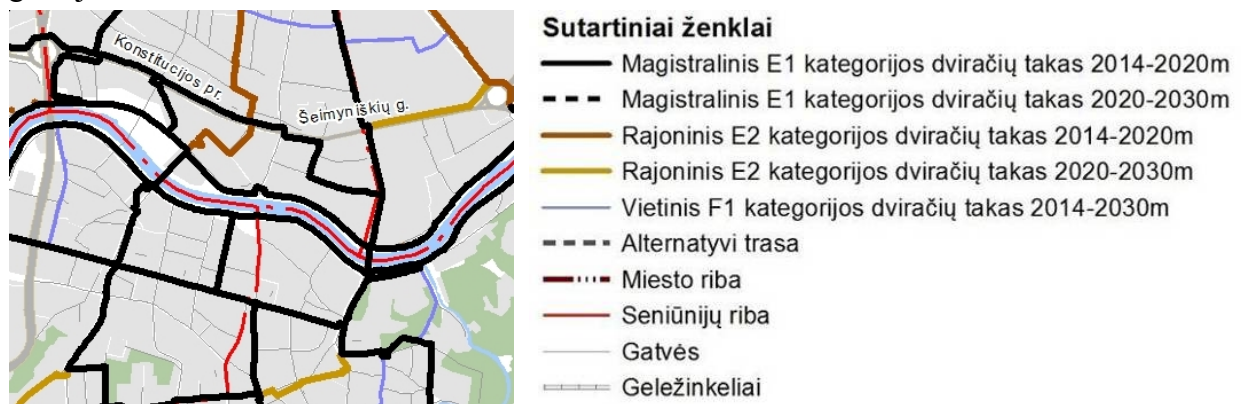 Konstitucijos pr.
Šeimyniškių g.
Sutartiniai ženklai
Magistralinis E1 kategorijos dviračių takas 2014-2020m
Magistralinis E1 kategorijos dviračių takas 2020-2030m
Rajoninis E2 kategorijos dviračių takas 2014-2020m
Rajoninis E2 kategorijos dviračių takas 2020-2030m
Vietinis F1 kategorijos dviračių takas 2014-2030m
Alternatyvi trasa
Miesto riba
Seniūnijų riba
Gatvės
Geležinkeliai